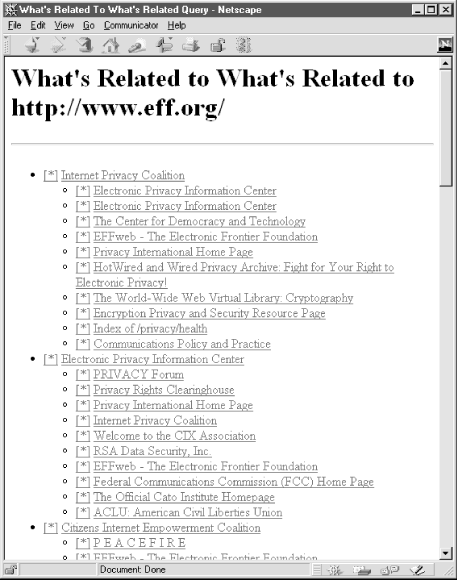 What's Related To What's Related Query - Netscape
File Edit View Go Communicator Help
What's Related to What's Related to
http://www.eff.org/
[*] Internet Privacy Coalition
[*] Electronic Privacy Information Center
[*] Electronic Privacy Information Center
[*] The Center for Democracy and Technology
[*] EFFweb - The Electronic Frontier Foundation
[*] Privacy International Home Page
[*] HotWired and Wired Privacy Archive: Fight for Your Right to
Electronic Privacy!
[*] The World-Wide Web Virtual Library: Cryptography
[*] Encryption Privacy and Security Resource Page
[*] Index of /privacy/health
[*] Communications Policy and Practice
[*] Electronic Privacy Information Center
[*] PRIVACY Forum
[*] Privacy Rights Clearinghouse
[*] Privacy International Home Page
[*] Internet Privacy Coalition
[*] Welcome to the CIX Association
[*] RSA Data Security, Inc.
[*] EFFweb - The Electronic Frontier Foundation
[*] Federal Communications Commission (FCC) Home Page
[*] The Official Cato Institute Homepage
[*] ACLU: American Civil Liberties Union
[*] Citizens Internet Empowerment Coalition
[*] P E A C E F I R E
[*] EFFweb - The Electronic Frontier Foundation
Document: Done